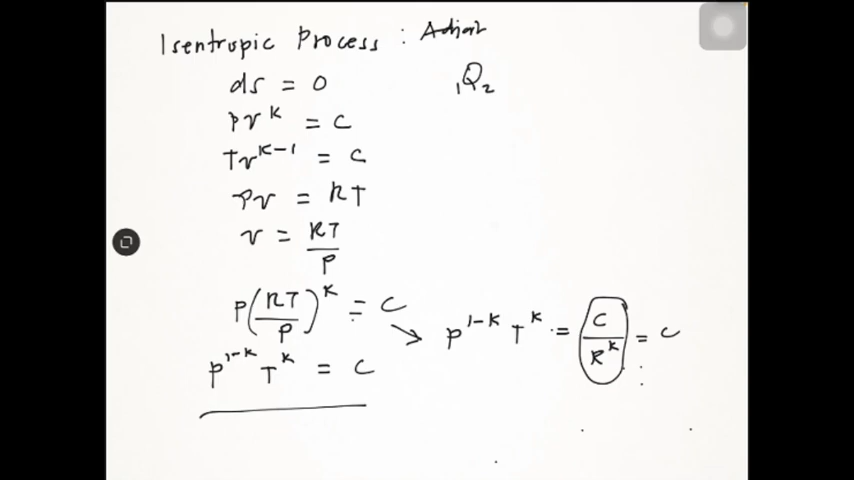 Isentropic Process : Adiab
ds = 0
₁Q₂
Pv^k = C
Tv^(k-1) = C
Pv = RT
v = RT/P
P(RT/P)^k = C
P^(1-k) T^k = C/R^k = C
P^(1-k) T^k = C